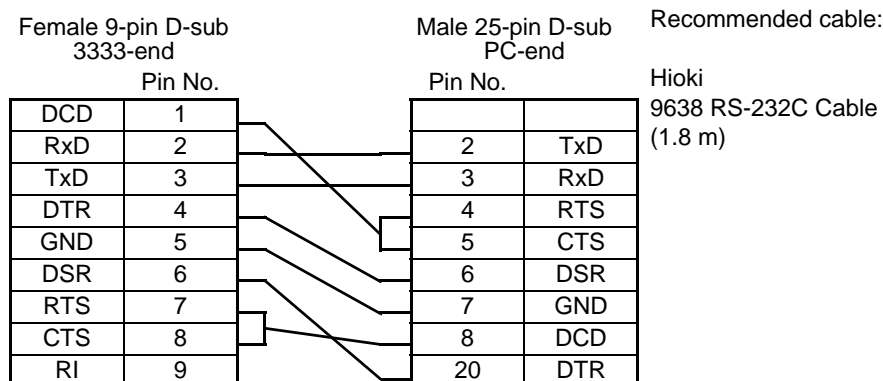 Female 9-pin D-sub
3333-end
Male 25-pin D-sub
PC-end
Recommended cable:
Pin No.
Pin No.
Hioki
9638 RS-232C Cable
(1.8 m)
DCD 1
RxD 2 2 TxD
TxD 3 3 RxD
DTR 4 4 RTS
GND 5 5 CTS
DSR 6 6 DSR
RTS 7 7 GND
CTS 8 8 DCD
RI 9 20 DTR